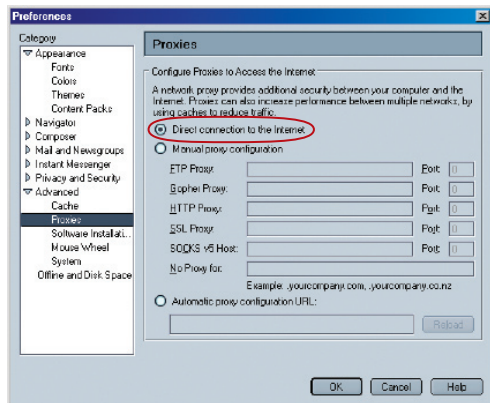 Preferences
Category
Appearance
Fonts
Colors
Themes
Content Packs
Navigator
Composer
Mail and Newsgroups
Instant Messenger
Privacy and Security
Advanced
Cache
Proxies
Software Installati...
Mouse Wheel
System
Offline and Disk Space
Proxies
Configure Proxies to Access the Internet
A network proxy provides additional security between your computer and the
Internet. Proxies can also increase performance between multiple networks, by
using caches to reduce traffic.
Direct connection to the Internet
Manual proxy configuration
FTP Proxy: Port: 0
Gopher Proxy: Port: 0
HTTP Proxy: Port: 0
SSL Proxy: Port: 0
SOCKS v5 Host: Port: 0
No Proxy for:
Example: .yourcompany.com, .yourcompany.co.nz
Automatic proxy configuration URL:
Reload
OK Cancel Help